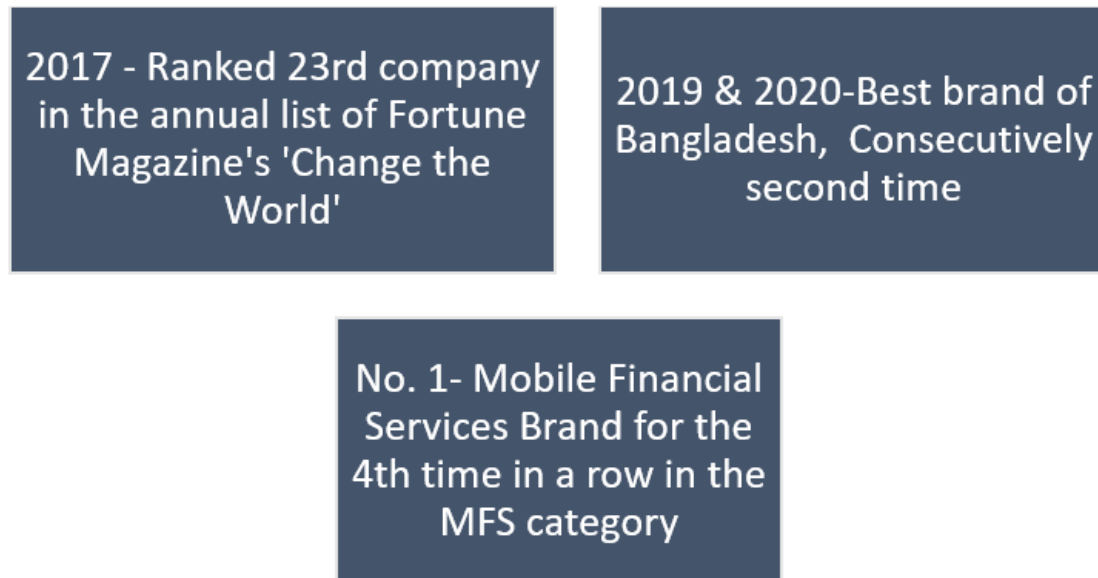 2017 - Ranked 23rd company
in the annual list of Fortune
Magazine's 'Change the
World'
2019 & 2020-Best brand of
Bangladesh,  Consecutively
second time
No. 1- Mobile Financial
Services Brand for the
4th time in a row in the
MFS category